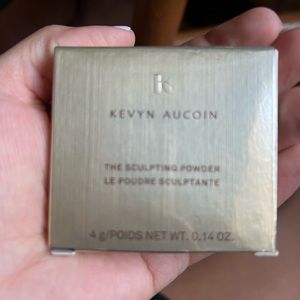 KEVYN AUCOIN
THE SCULPTING POWDER
LE POUDRE SCULPTANTE
4 g/POIDS NET WT. 0.14 OZ.